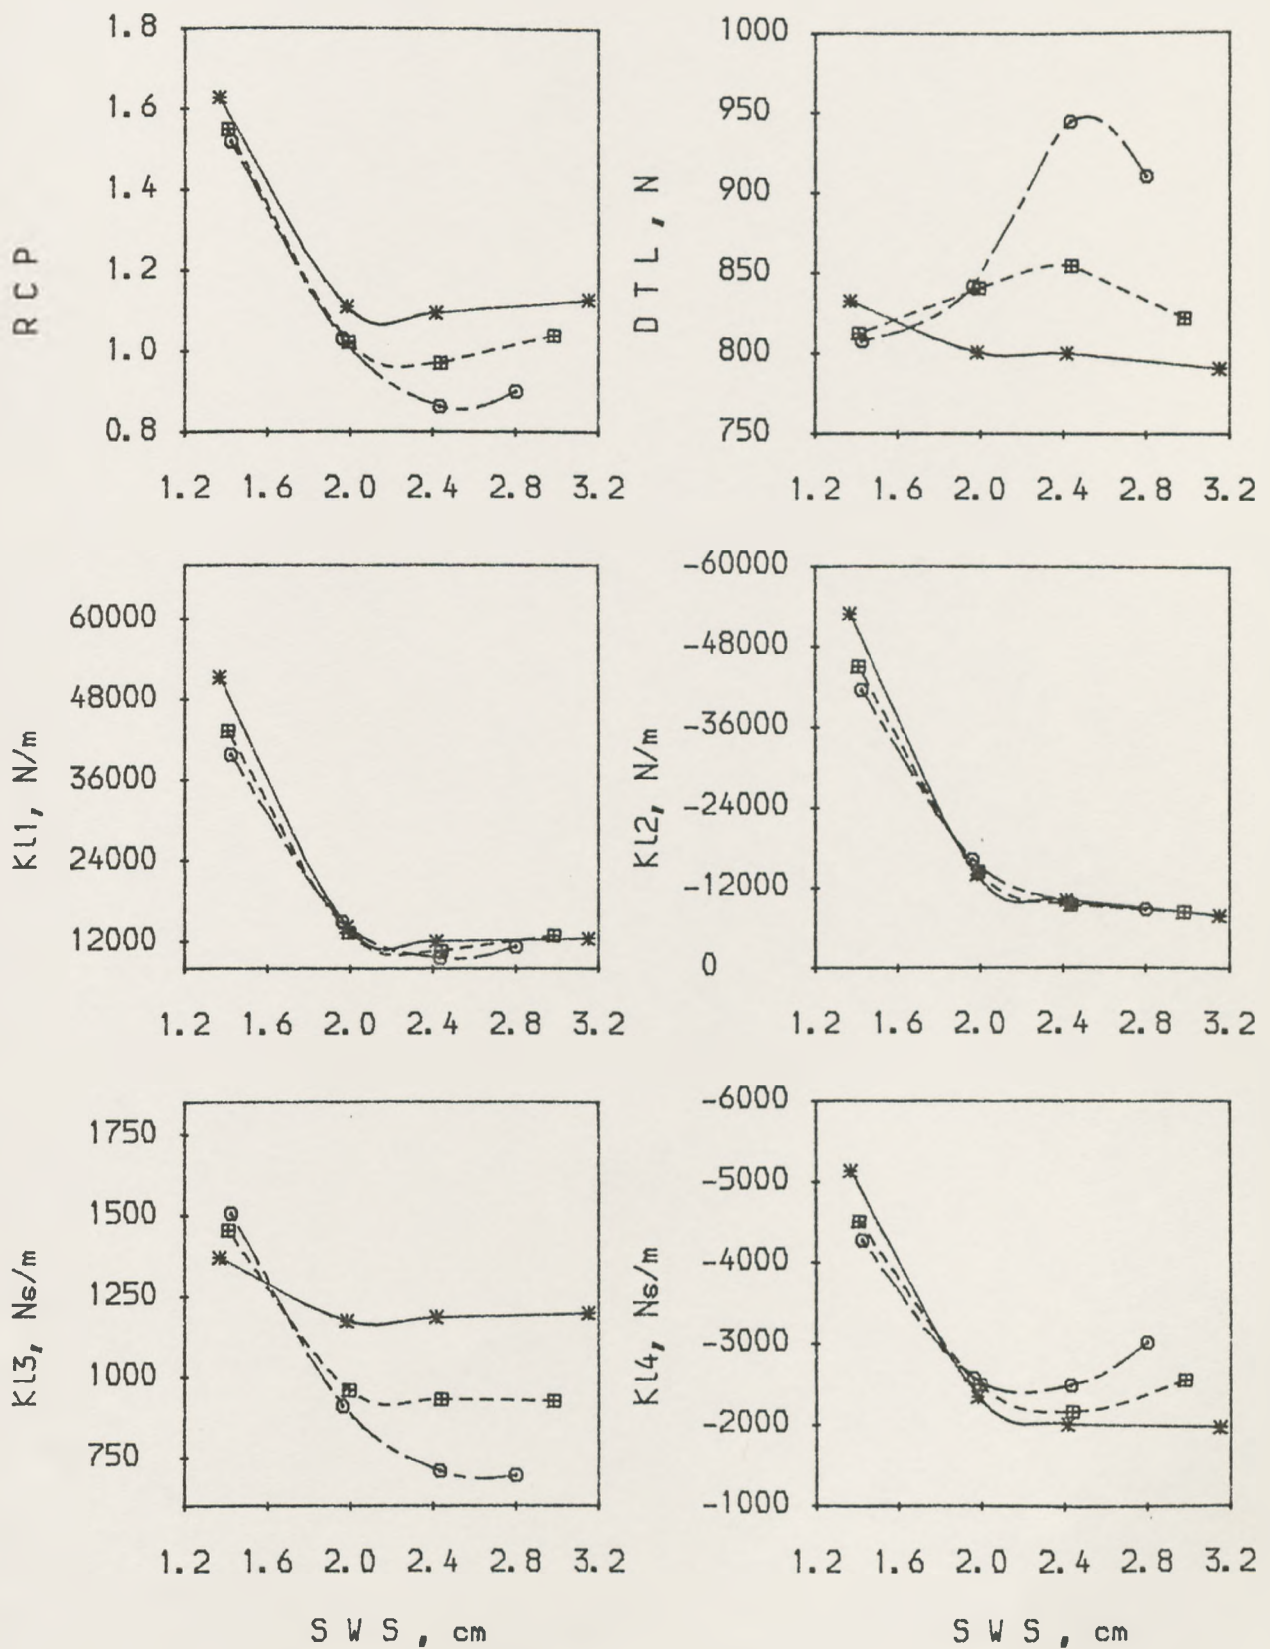 RCP
1.8
1.6
1.4
1.2
1.0
0.8
1.2 1.6 2.0 2.4 2.8 3.2
DTL, N
1000
950
900
850
800
750
1.2 1.6 2.0 2.4 2.8 3.2
Kl1, N/m
60000
48000
36000
24000
12000
1.2 1.6 2.0 2.4 2.8 3.2
Kl2, N/m
-60000
-48000
-36000
-24000
-12000
0
1.2 1.6 2.0 2.4 2.8 3.2
Kl3, Ns/m
1750
1500
1250
1000
750
1.2 1.6 2.0 2.4 2.8 3.2
SWS, cm
Kl4, Ns/m
-6000
-5000
-4000
-3000
-2000
-1000
1.2 1.6 2.0 2.4 2.8 3.2
SWS, cm